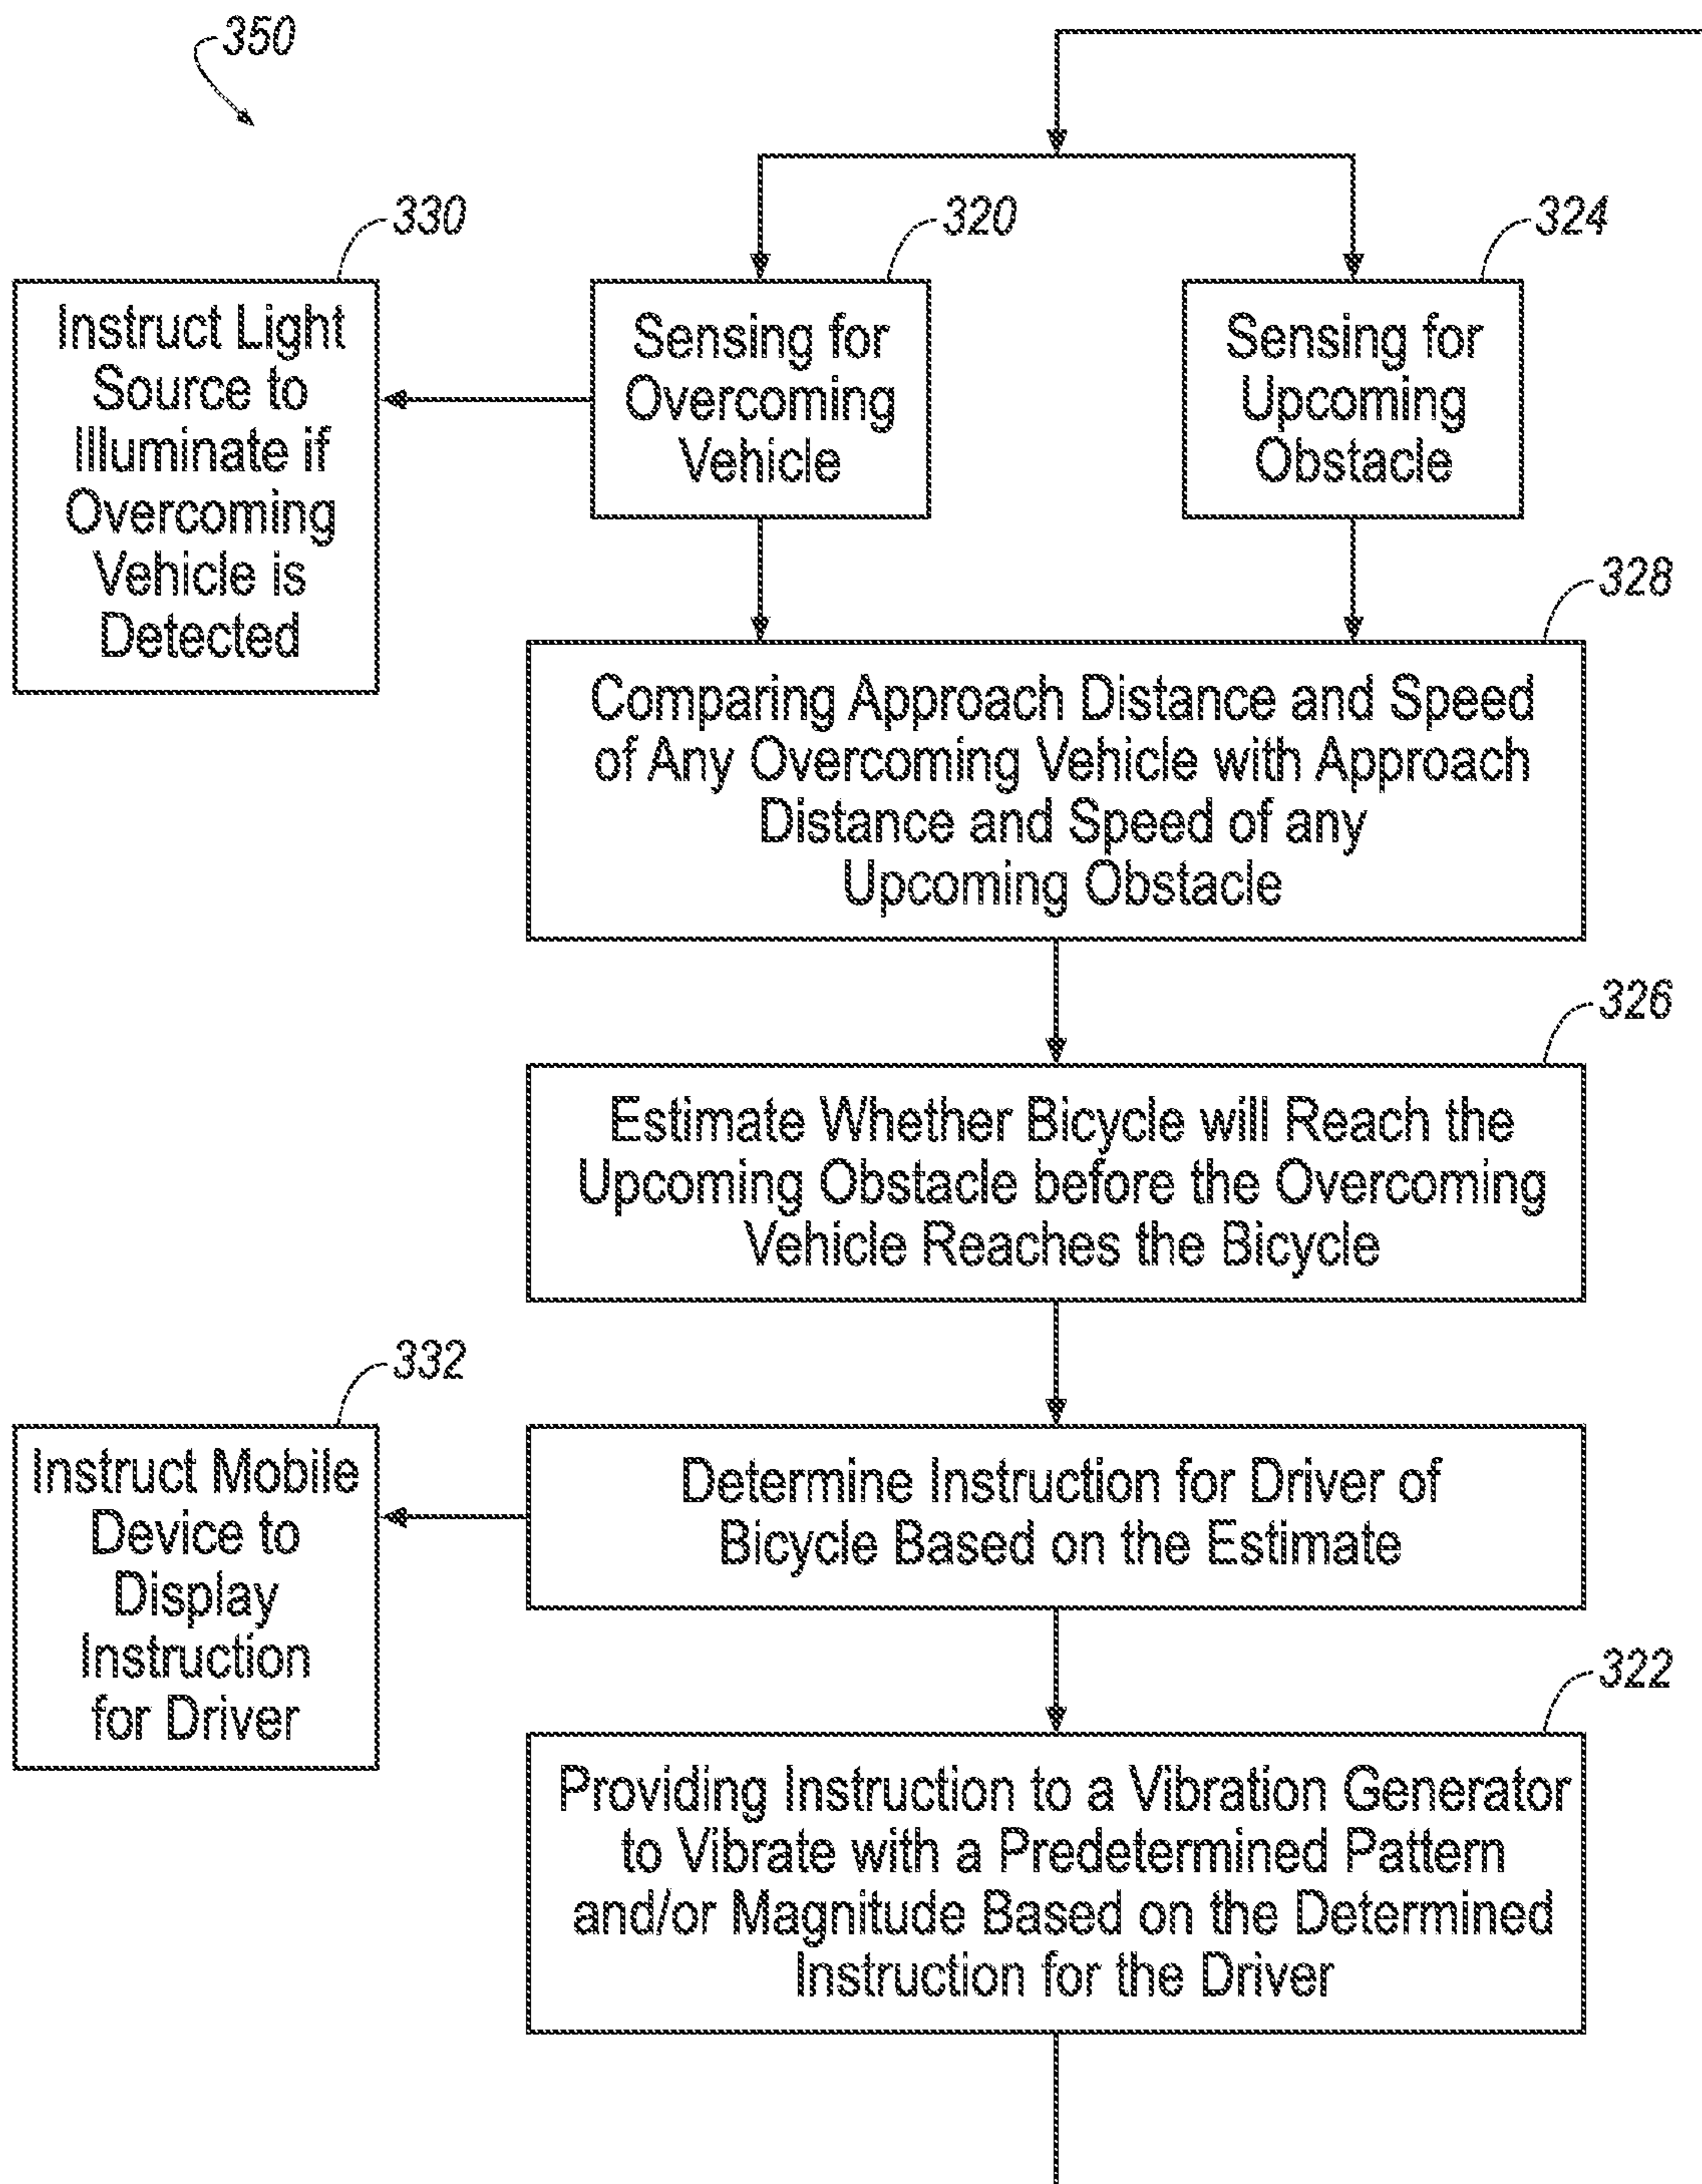 350
330
Instruct Light
Source to
Illuminate if
Overcoming
Vehicle is
Detected
320
Sensing for
Overcoming
Vehicle
324
Sensing for
Upcoming
Obstacle
328
Comparing Approach Distance and Speed
of Any Overcoming Vehicle with Approach
Distance and Speed of any
Upcoming Obstacle
326
Estimate Whether Bicycle will Reach the
Upcoming Obstacle before the Overcoming
Vehicle Reaches the Bicycle
332
Instruct Mobile
Device to
Display
Instruction
for Driver
Determine Instruction for Driver of
Bicycle Based on the Estimate
322
Providing Instruction to a Vibration Generator
to Vibrate with a Predetermined Pattern
and/or Magnitude Based on the Determined
Instruction for the Driver